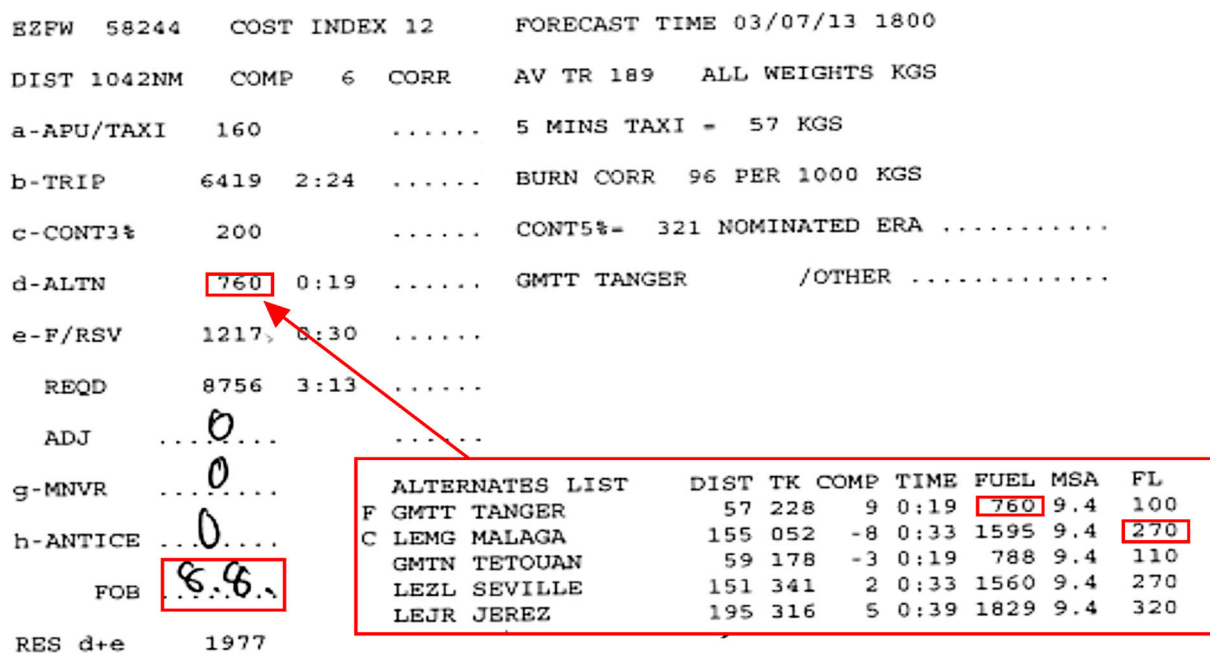 EZFW 58244 COST INDEX 12 FORECAST TIME 03/07/13 1800
DIST 1042NM COMP 6 CORR AV TR 189 ALL WEIGHTS KGS
a-APU/TAXI 160 ...... 5 MINS TAXI = 57 KGS
b-TRIP 6419 2:24 ...... BURN CORR 96 PER 1000 KGS
c-CONT3% 200 ...... CONT5%= 321 NOMINATED ERA ...........
d-ALTN 760 0:19 ...... GMTT TANGER /OTHER .............
e-F/RSV 1217 0:30 ......
REQD 8756 3:13 ......
ADJ 0 ......
g-MNVR 0
h-ANTICE 0
FOB 8.8
RES d+e 1977
ALTERNATES LIST DIST TK COMP TIME FUEL MSA FL
F GMTT TANGER 57 228 9 0:19 760 9.4 100
C LEMG MALAGA 155 052 -8 0:33 1595 9.4 270
GMTN TETOUAN 59 178 -3 0:19 788 9.4 110
LEZL SEVILLE 151 341 2 0:33 1560 9.4 270
LEJR JEREZ 195 316 5 0:39 1829 9.4 320